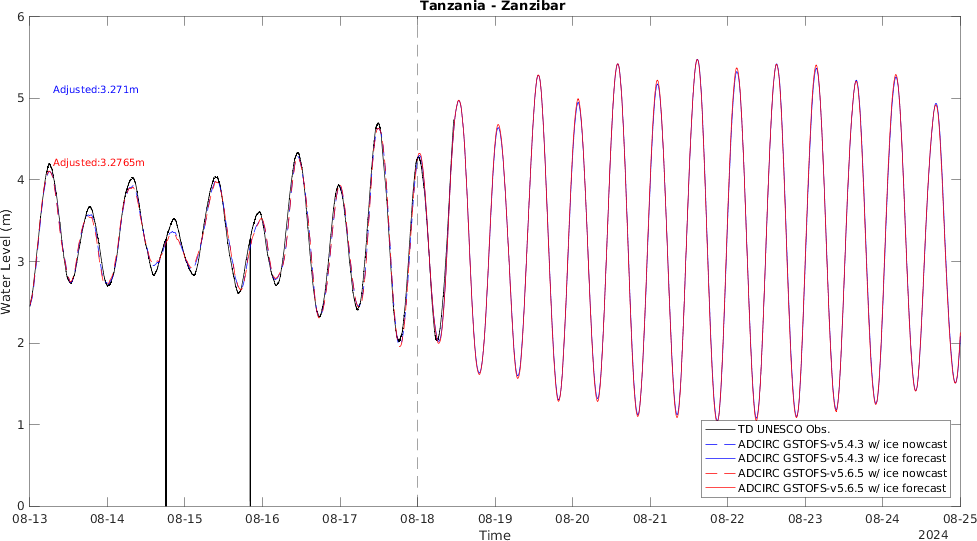 Tanzania - Zanzibar
6
5
4
3
2
1
0
Water Level (m)
Adjusted:3.271m
Adjusted:3.2765m
TD UNESCO Obs.
ADCIRC GSTOFS-v5.4.3 w/ ice nowcast
ADCIRC GSTOFS-v5.4.3 w/ ice forecast
ADCIRC GSTOFS-v5.6.5 w/ ice nowcast
ADCIRC GSTOFS-v5.6.5 w/ ice forecast
08-13 08-14 08-15 08-16 08-17 08-18 08-19 08-20 08-21 08-22 08-23 08-24 08-25
Time
2024